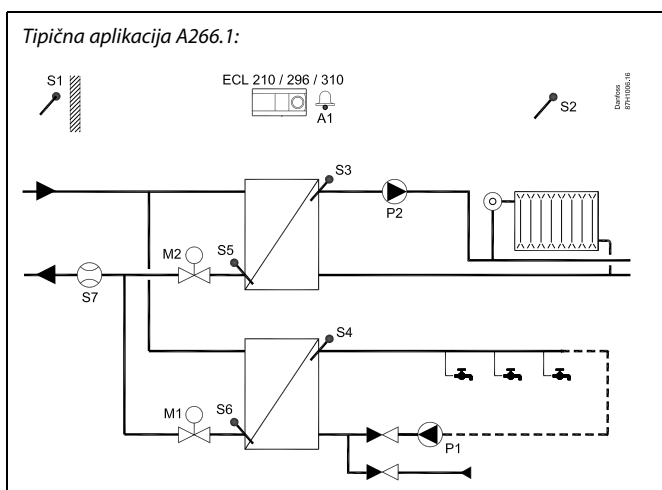 Tipična aplikacija A266.1:
S1
ECL 210 / 296 / 310
A1
S2
Danfoss
87H1006.16
S3
P2
M2
S5
S7
S4
M1
S6
P1